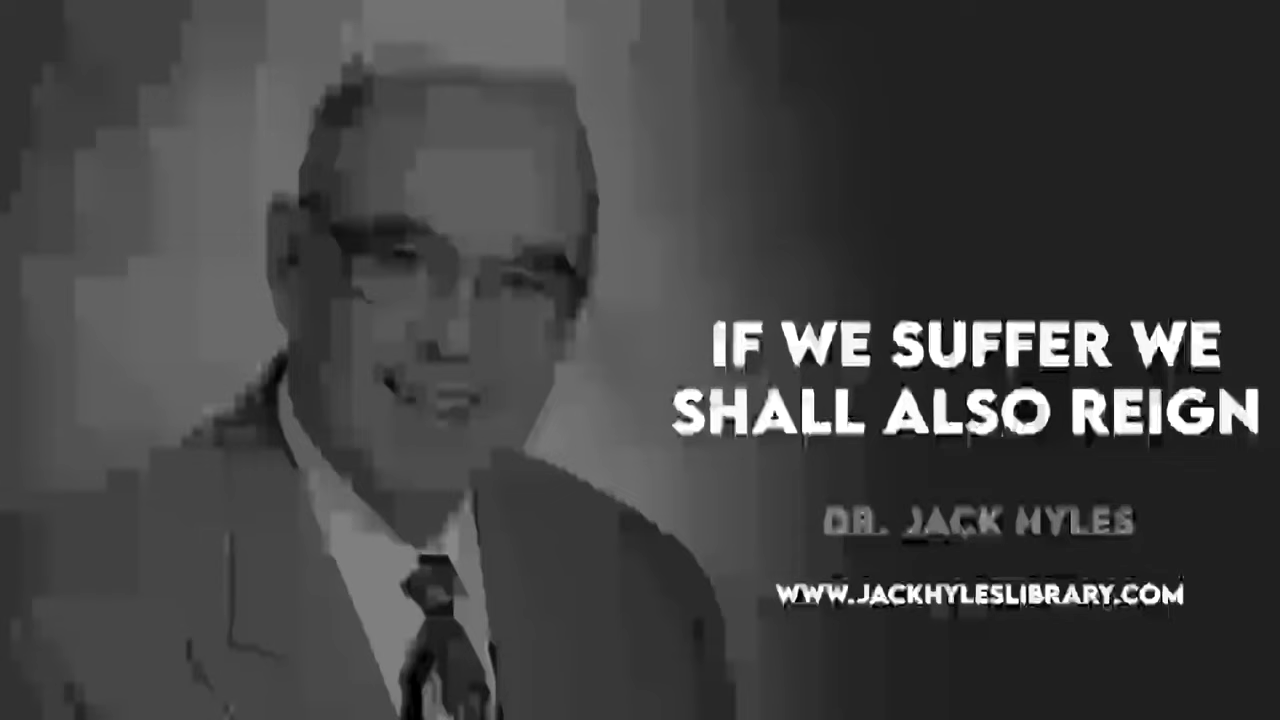 IF WE SUFFER WE
SHALL ALSO REIGN
DR. JACK HYLES
WWW.JACKHYLESLIBRARY.COM